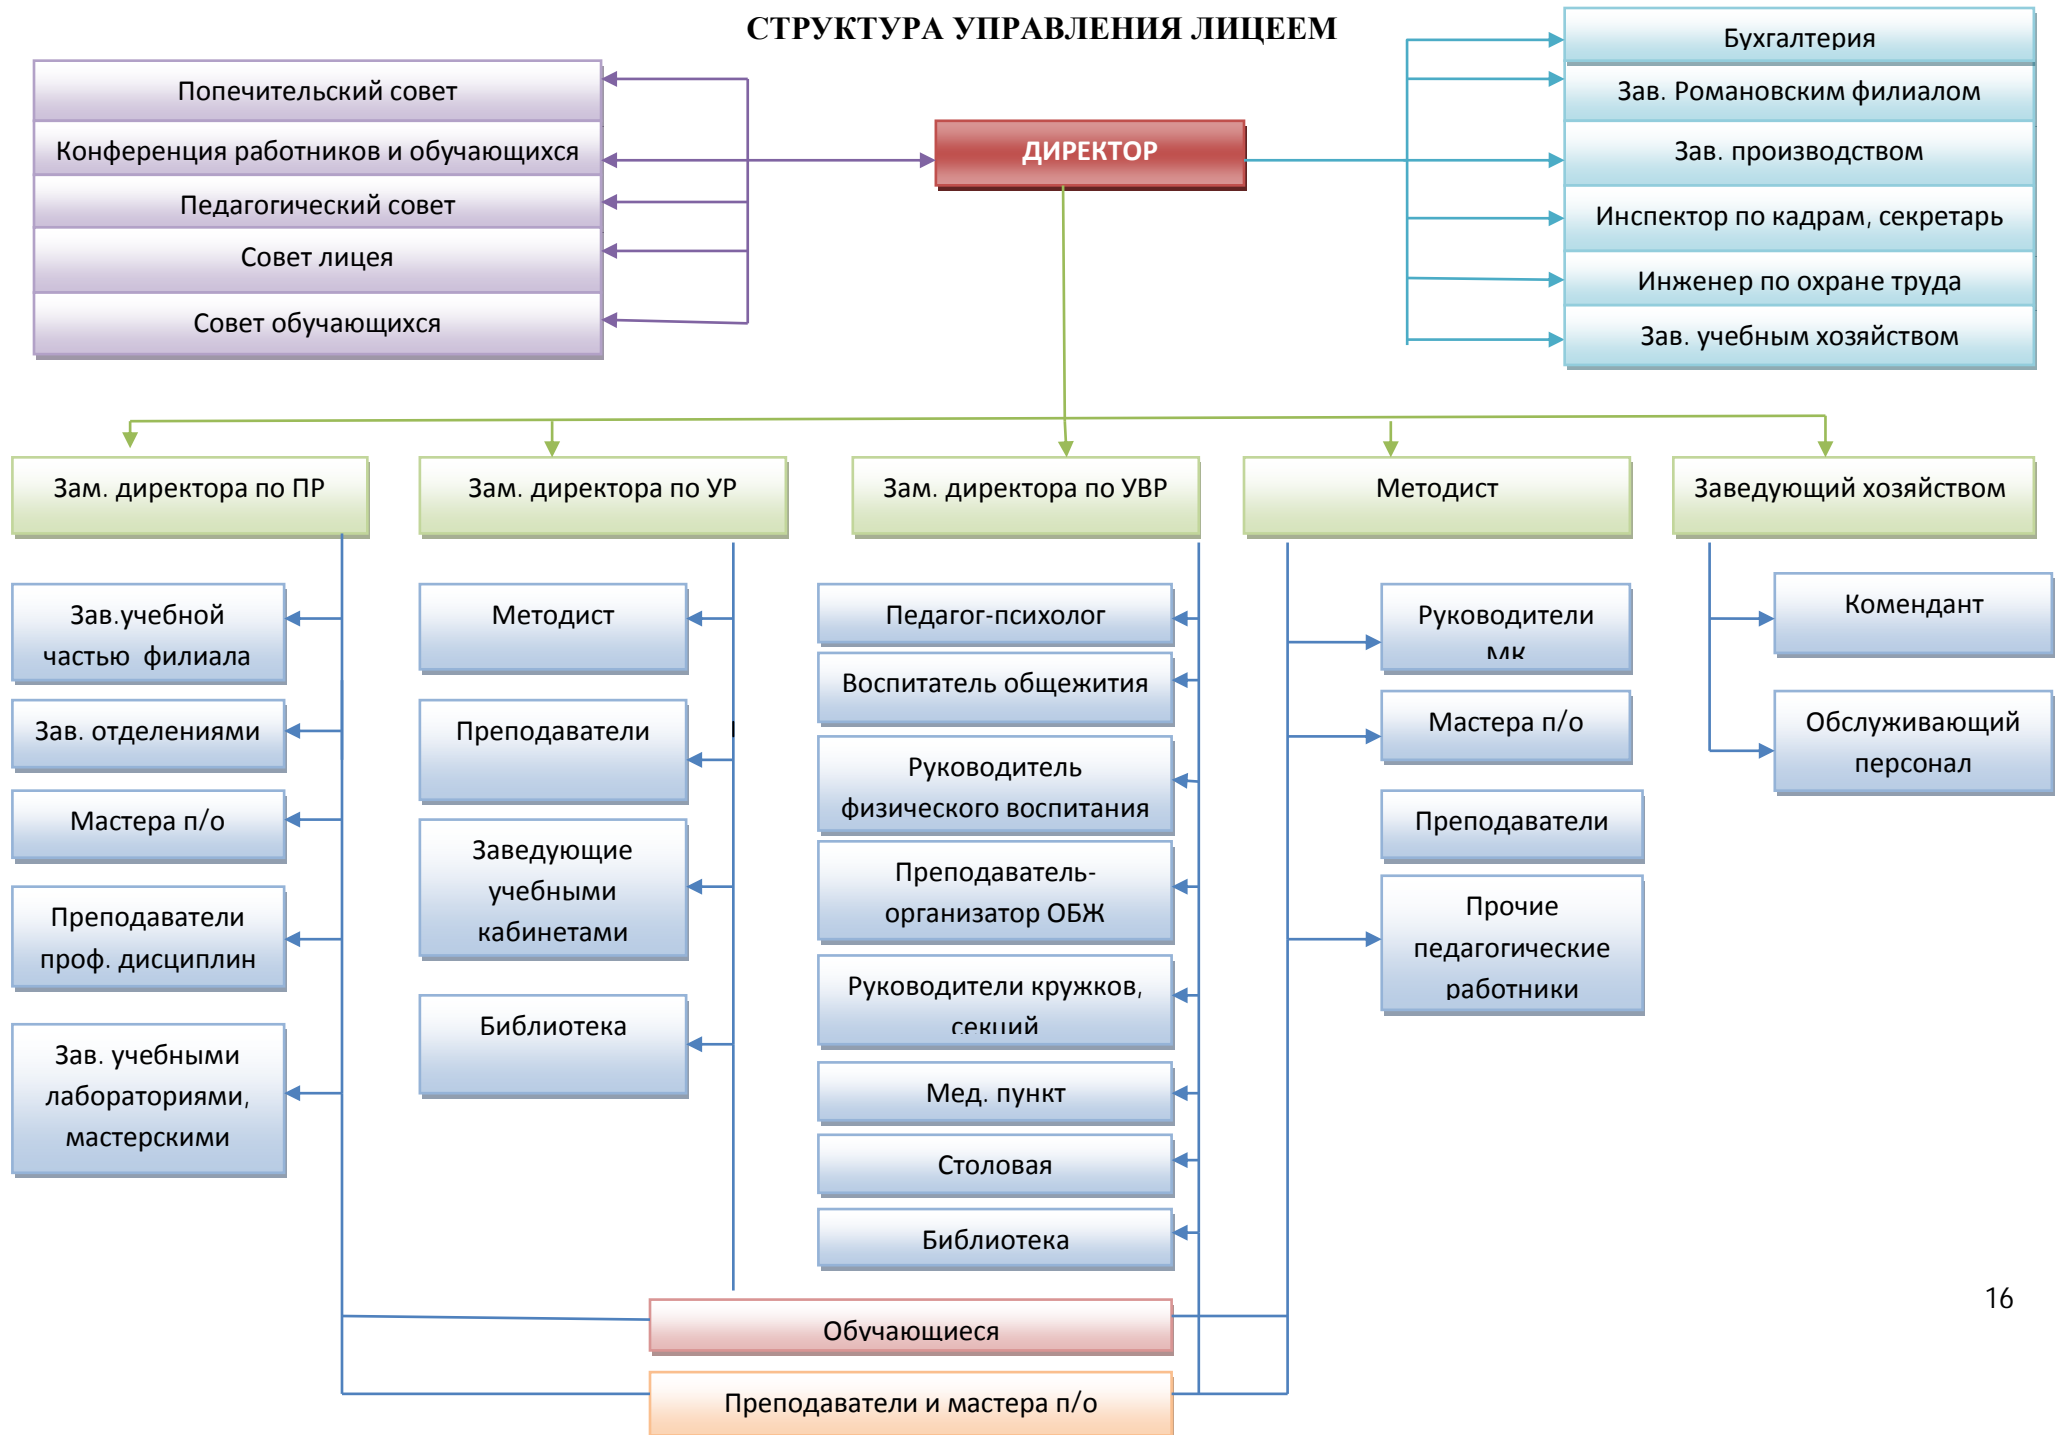 СТРУКТУРА УПРАВЛЕНИЯ ЛИЦЕЕМ
Попечительский совет
Конференция работников и обучающихся
Педагогический совет
Совет лицея
Совет обучающихся
ДИРЕКТОР
Бухгалтерия
Зав. Романовским филиалом
Зав. производством
Инспектор по кадрам, секретарь
Инженер по охране труда
Зав. учебным хозяйством
Зам. директора по ПР
Зам. директора по УР
Зам. директора по УВР
Методист
Заведующий хозяйством
Зав.учебной
частью филиала
Зав. отделениями
Мастера п/о
Преподаватели
проф. дисциплин
Зав. учебными
лабораториями,
мастерскими
Методист
Преподаватели
Заведующие
учебными
кабинетами
Библиотека
Педагог-психолог
Воспитатель общежития
Руководитель
физического воспитания
Преподаватель-
организатор ОБЖ
Руководители кружков,
секций
Мед. пункт
Столовая
Библиотека
Руководители
МК
Мастера п/о
Преподаватели
Прочие
педагогические
работники
Комендант
Обслуживающий
персонал
Обучающиеся
Преподаватели и мастера п/о
16